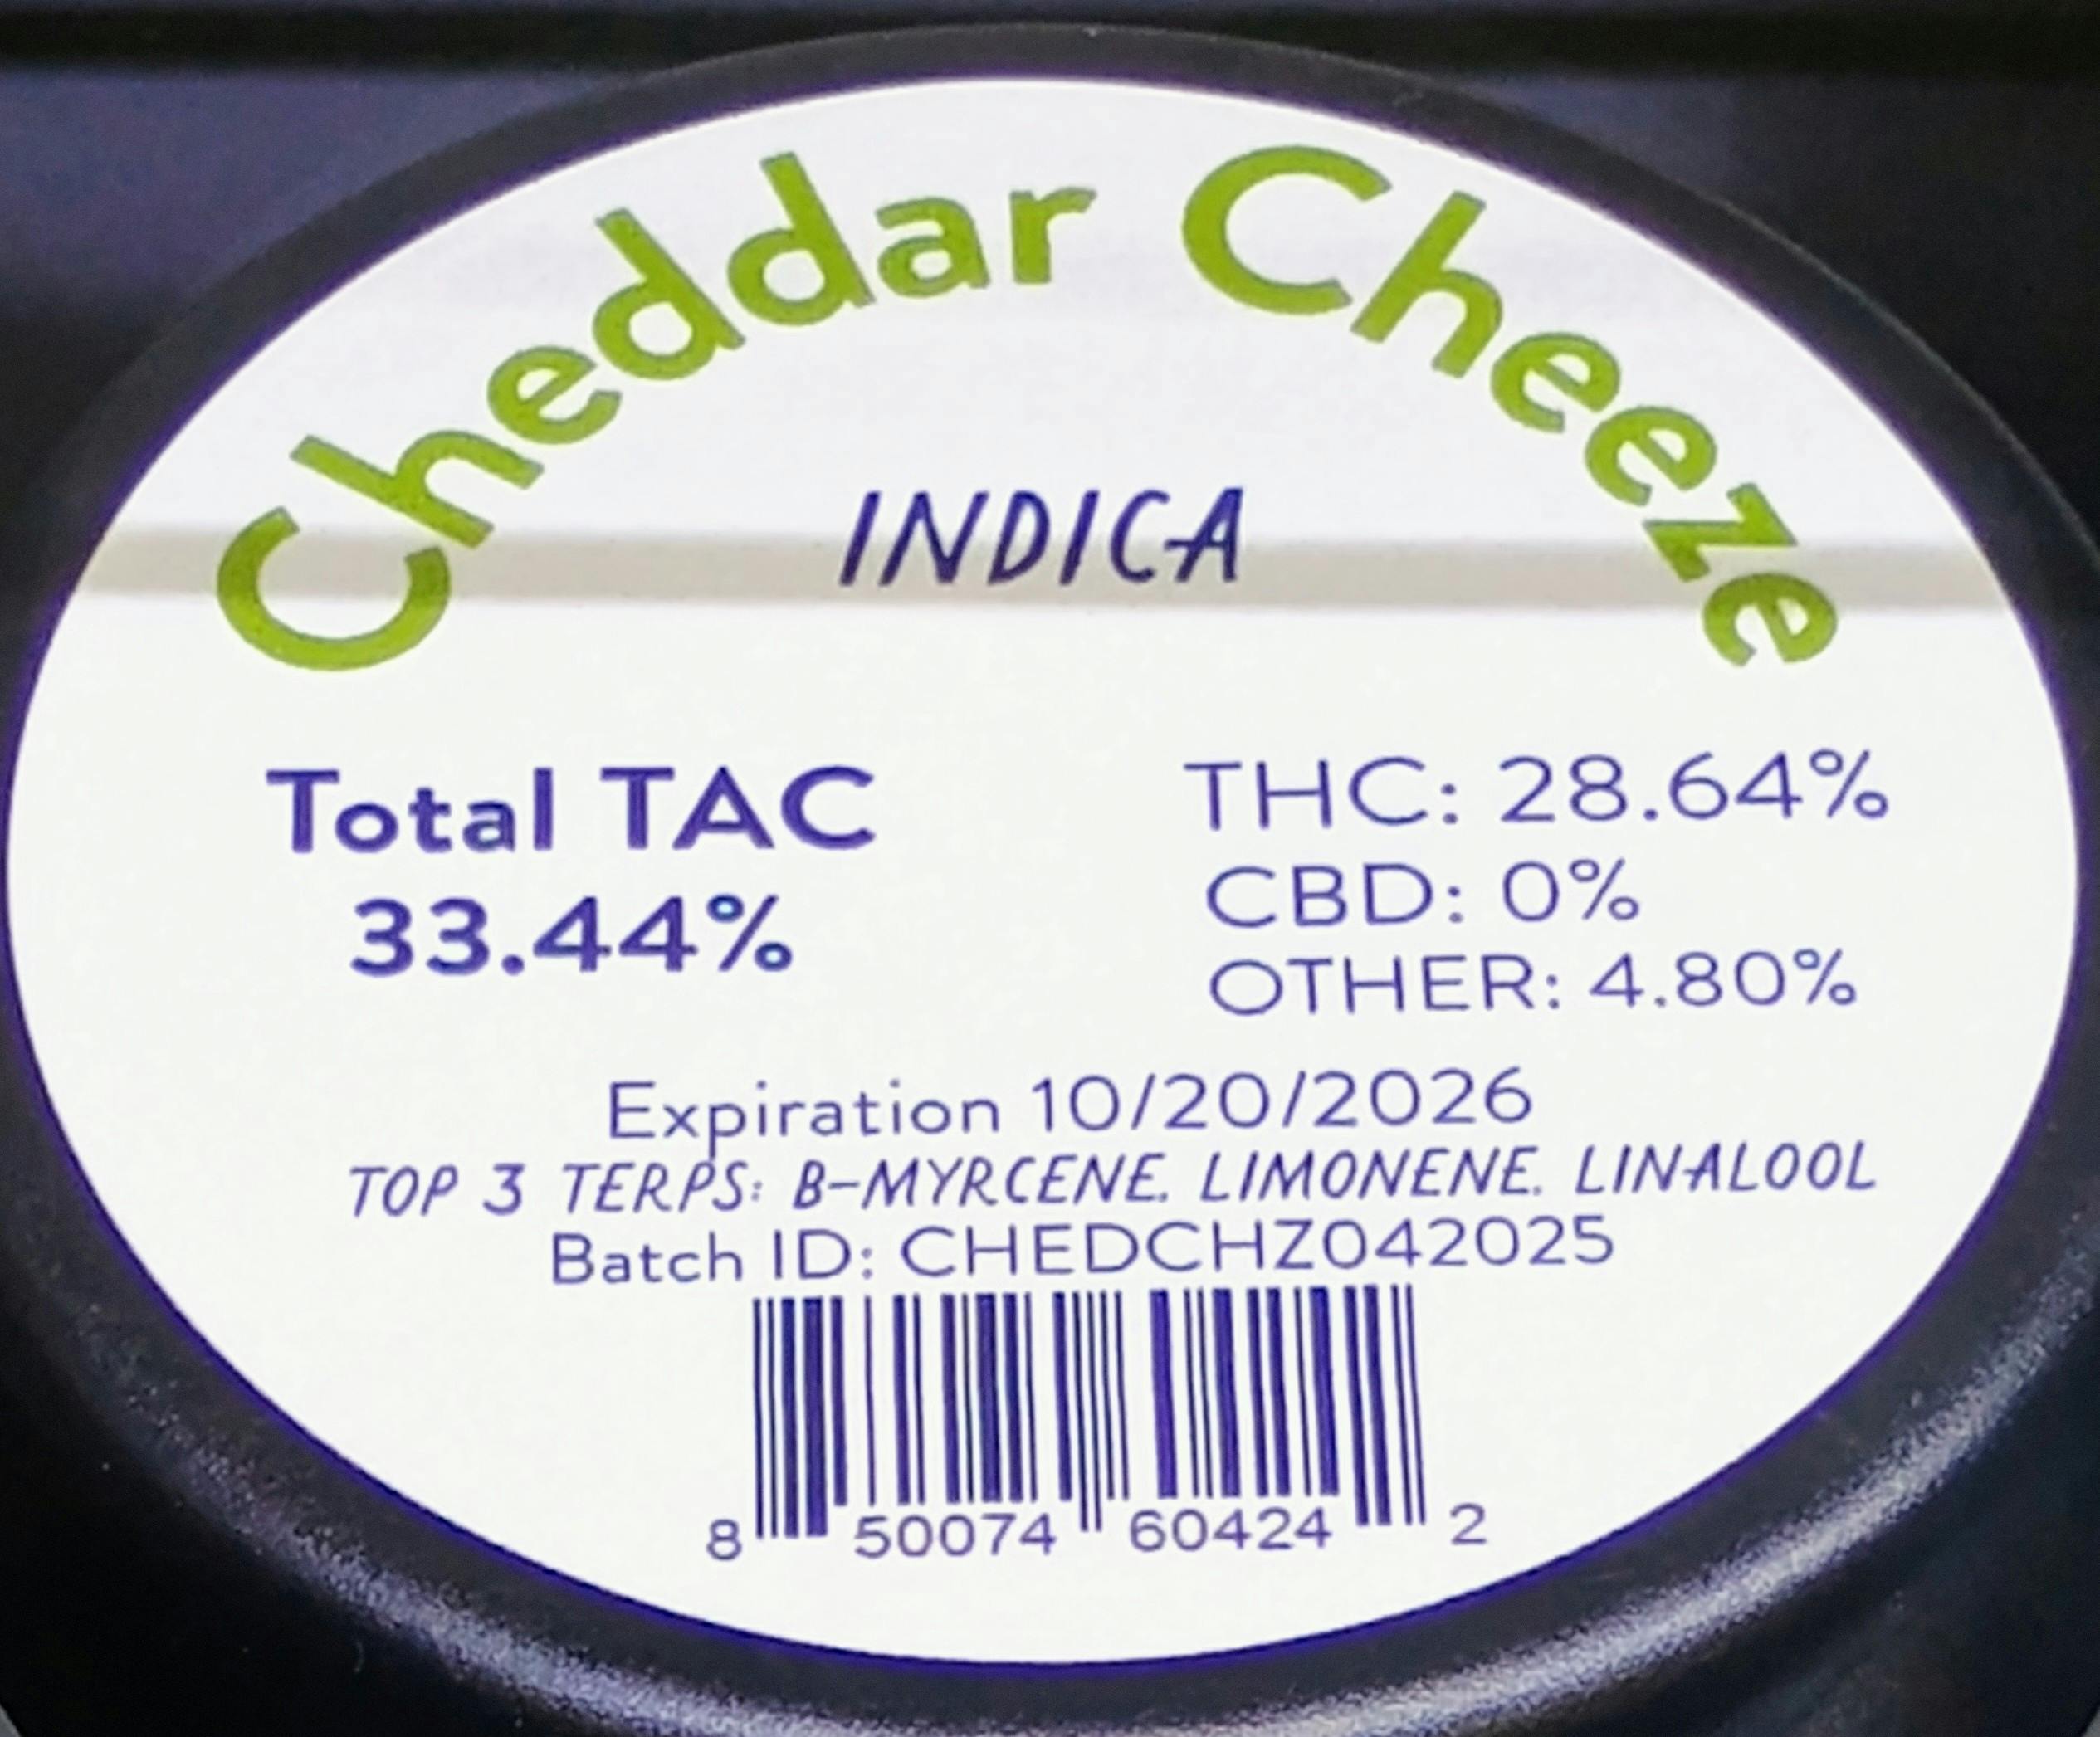 Cheddar Cheeze
INDICA
Total TAC
33.44%
THC: 28.64%
CBD: 0%
OTHER: 4.80%
Expiration 10/20/2026
TOP 3 TERPS: B-MYRCENE, LIMONENE, LINALOOL
Batch ID: CHEDCHZ042025
8 50074 60424 2